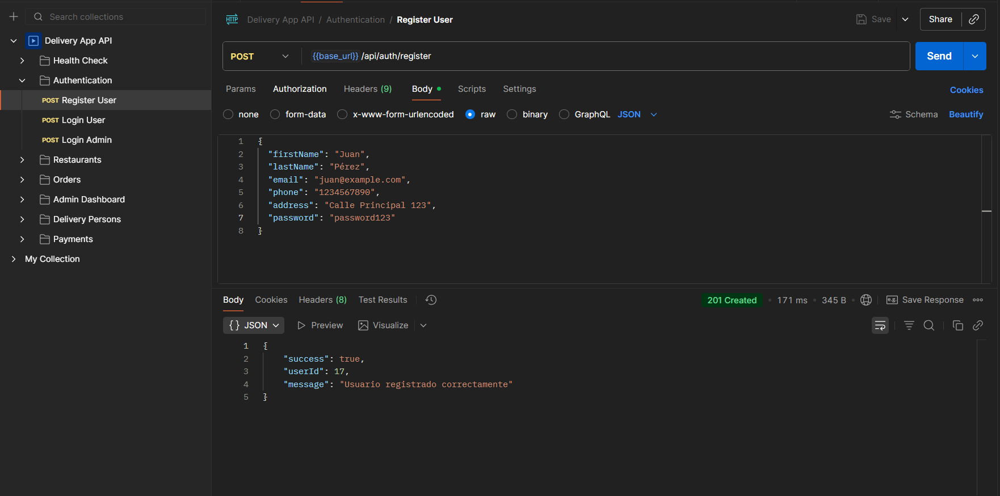 Search collections
Delivery App API
Health Check
Authentication
POST Register User
POST Login User
POST Login Admin
Restaurants
Orders
Admin Dashboard
Delivery Persons
Payments
My Collection
HTTP Delivery App API / Authentication / Register User
Save
Share
POST {{base_url}} /api/auth/register
Send
Params Authorization Headers (9) Body Scripts Settings
Cookies
none form-data x-www-form-urlencoded raw binary GraphQL JSON
Schema Beautify
1 {
2 "firstName": "Juan",
3 "lastName": "Pérez",
4 "email": "juan@example.com",
5 "phone": "1234567890",
6 "address": "Calle Principal 123",
7 "password": "password123"
8 }
Body Cookies Headers (8) Test Results
201 Created • 171 ms • 345 B • e.g. Save Response
{} JSON Preview Visualize
1 {
2 "success": true,
3 "userId": 17,
4 "message": "Usuario registrado correctamente"
5 }